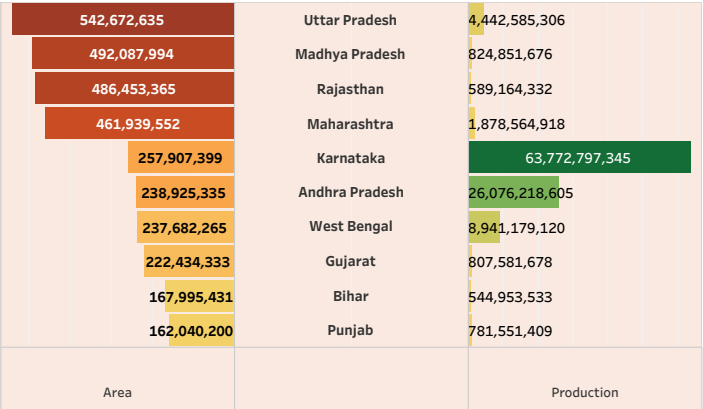 542,672,635 Uttar Pradesh 4,442,585,306
492,087,994 Madhya Pradesh 824,851,676
486,453,365 Rajasthan 589,164,332
461,939,552 Maharashtra 1,878,564,918
257,907,399 Karnataka 63,772,797,345
238,925,335 Andhra Pradesh 26,076,218,605
237,682,265 West Bengal 8,941,179,120
222,434,333 Gujarat 807,581,678
167,995,431 Bihar 544,953,533
162,040,200 Punjab 781,551,409
Area Production